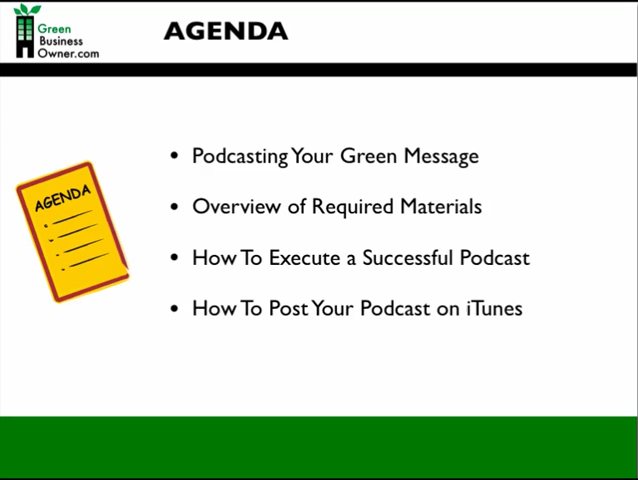 Green
Business
Owner.com
AGENDA
AGENDA
• Podcasting Your Green Message
• Overview of Required Materials
• How To Execute a Successful Podcast
• How To Post Your Podcast on iTunes